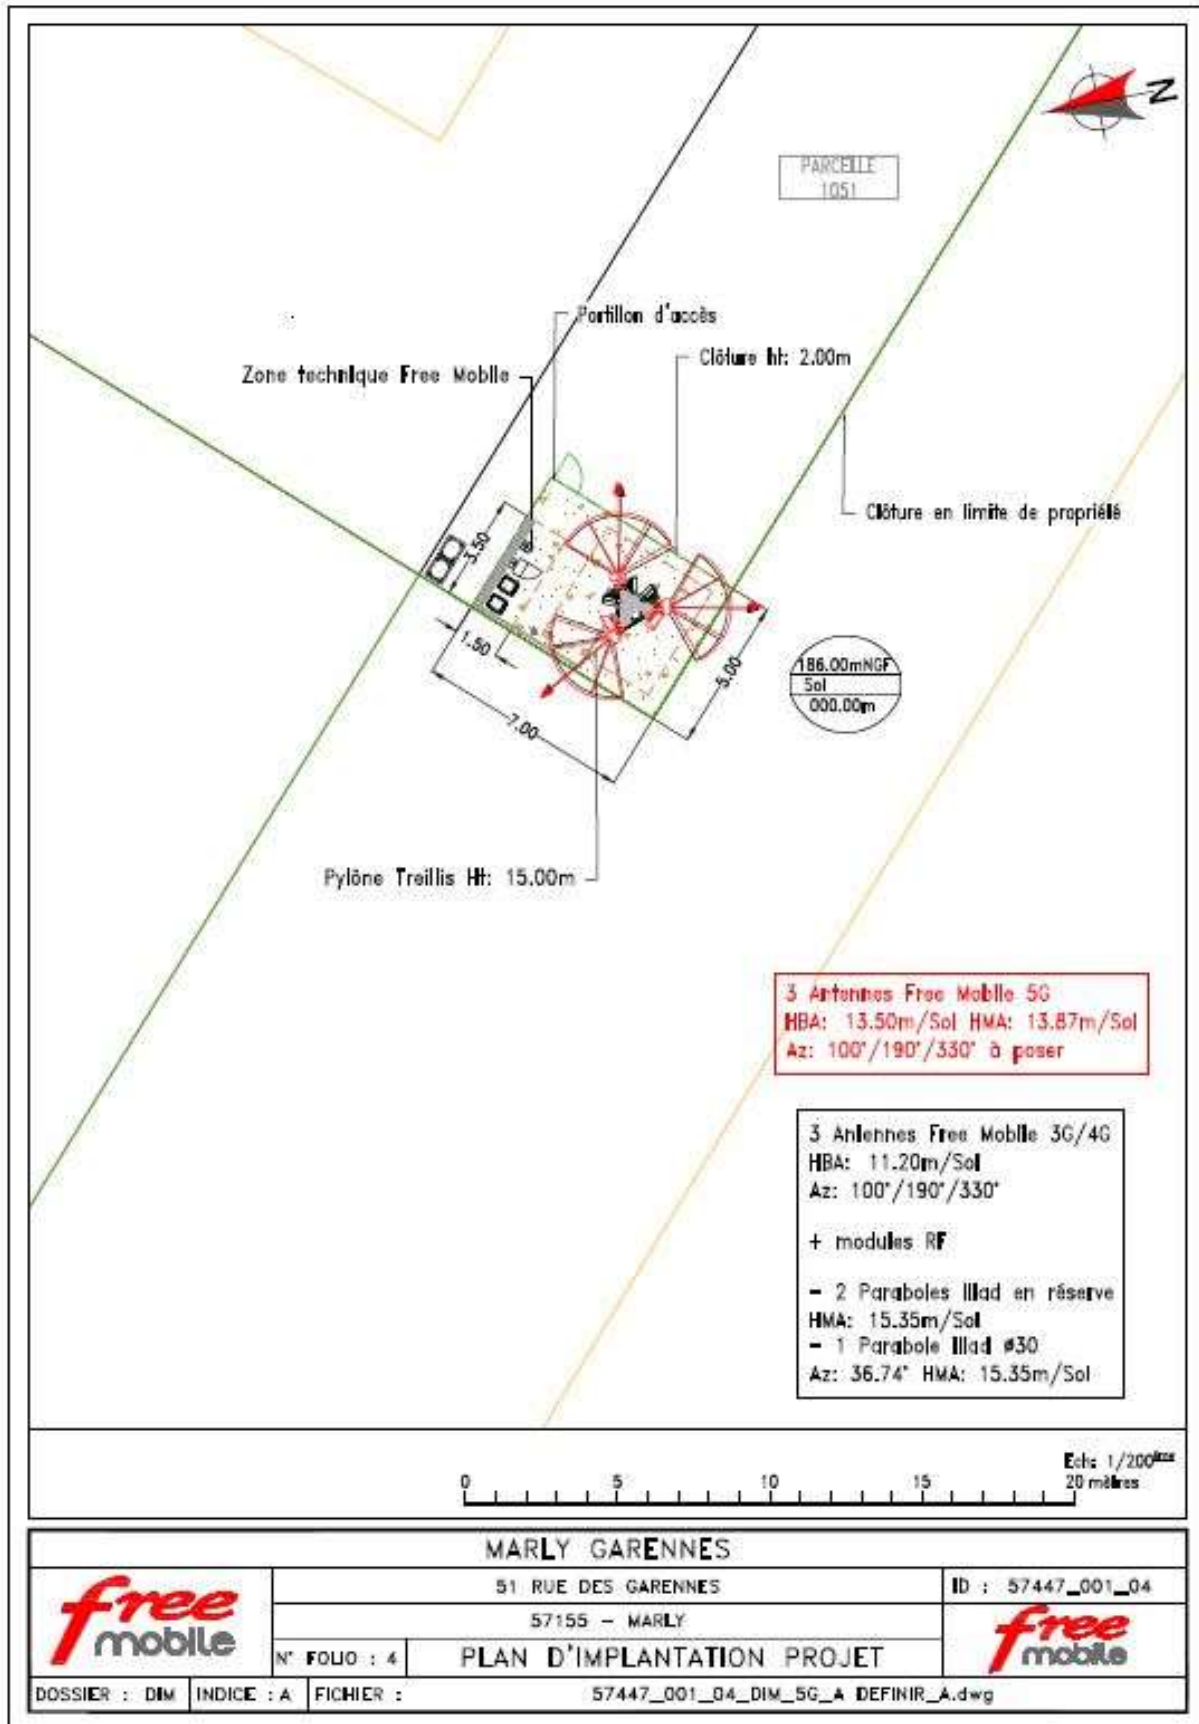 N
PARCELLE
1051
Portillon d'accès
Clôture ht: 2.00m
Zone technique Free Mobile
Clôture en limite de propriété
3.50
1.50
7.00
5.00
186.00mNGF
Sol
000.00m
Pylône Treillis Ht: 15.00m
3 Antennes Free Mobile 5G
HBA: 13.50m/Sol HMA: 13.87m/Sol
Az: 100°/190°/330° à poser
3 Antennes Free Mobile 3G/4G
HBA: 11.20m/Sol
Az: 100°/190°/330°
+ modules RF
- 2 Paraboles Iliad en réserve
HMA: 15.35m/Sol
- 1 Parabole Iliad ø30
Az: 36.74° HMA: 15.35m/Sol
Ech: 1/200ème
0 5 10 15 20 mètres
MARLY GARENNES
free mobile
51 RUE DES GARENNES
ID : 57447_001_04
57155 - MARLY
free mobile
N° FOLIO : 4
PLAN D'IMPLANTATION PROJET
DOSSIER : DIM
INDICE : A
FICHIER :
57447_001_04_DIM_5G_A DEFINIR_A.dwg